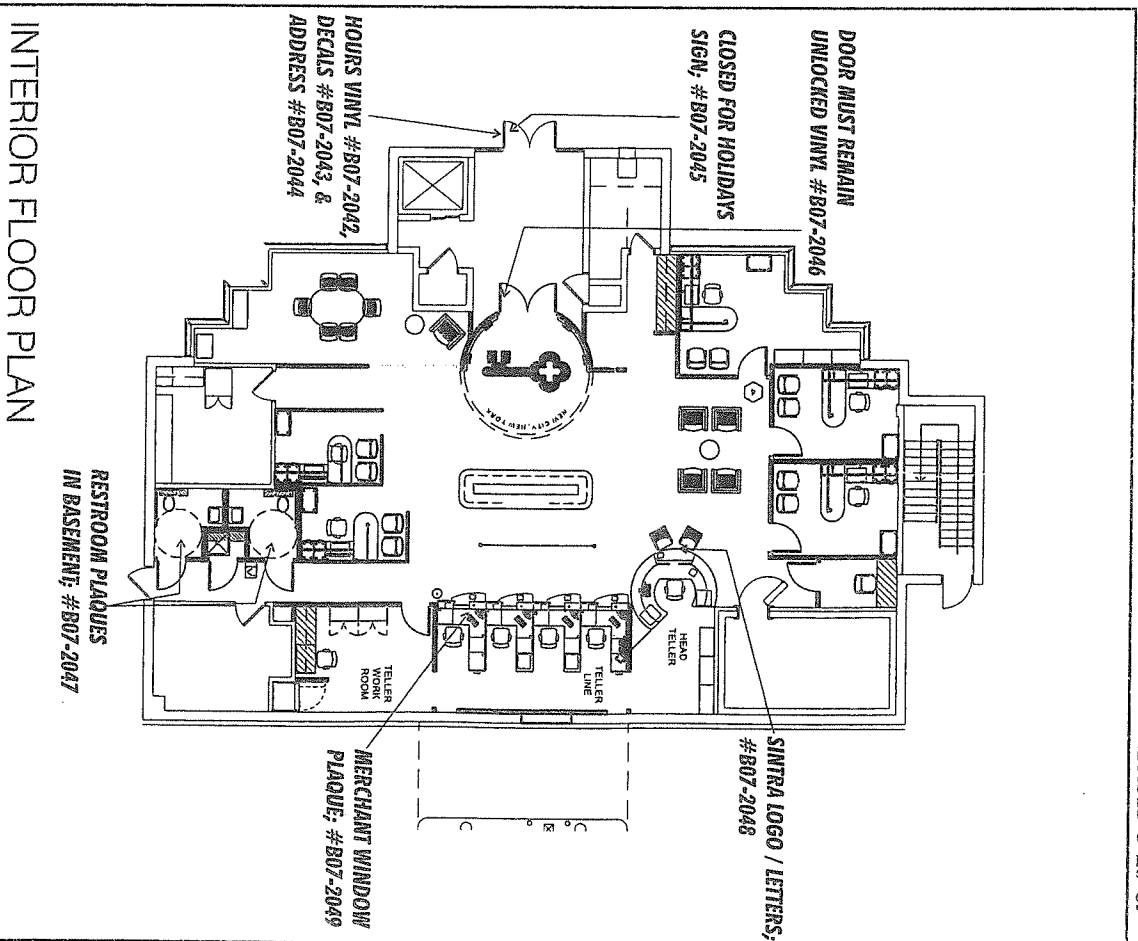 DOOR MUST REMAIN
UNLOCKED VINYL #B07-2046
CLOSED FOR HOLIDAYS
SIGN; #B07-2045
HOURS VINYL #B07-2042,
DECALS #B07-2043, &
ADDRESS #B07-2044
NEW CITY, NEW YORK
HEAD
TELLER
TELLER
LINE
TELLER
WORK
ROOM
SINTRA LOGO / LETTERS;
#B07-2048
MERCHANT WINDOW
PLAQUE; #B07-2049
RESTROOM PLAQUES
IN BASEMENT; #B07-2047
INTERIOR FLOOR PLAN